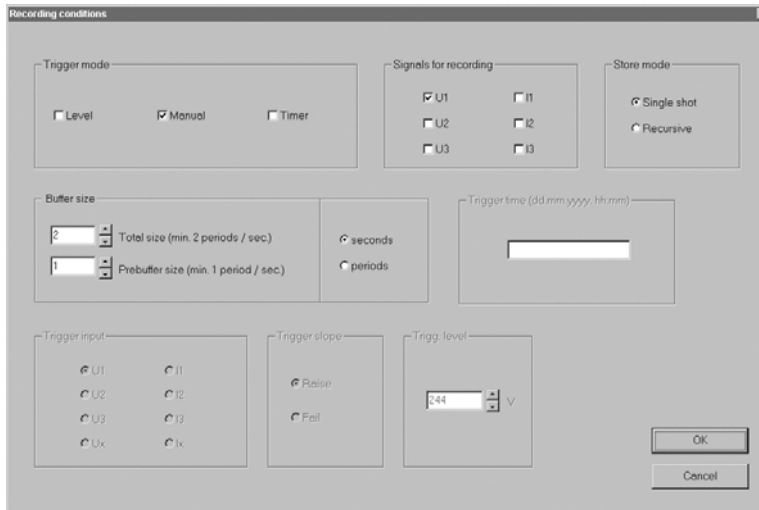 Recording conditions
Trigger mode
Level
Manual
Timer
Signals for recording
U1
I1
U2
I2
U3
I3
Store mode
Single shot
Recursive
Buffer size
2
Total size (min. 2 periods / sec.)
1
Prebuffer size (min. 1 period / sec.)
seconds
periods
Trigger time (dd.mm.yyyy, hh:mm)
Trigger input
U1
I1
U2
I2
U3
I3
Ux
Ix
Trigger slope
Raise
Fall
Trigg. level
244
V
OK
Cancel